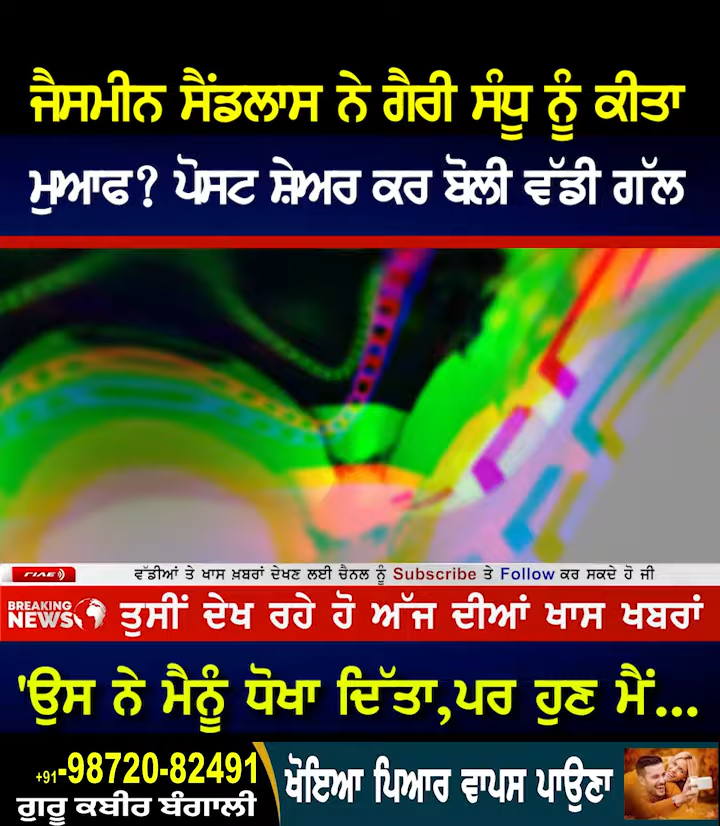 ਜੈਸਮੀਨ ਸੈਂਡਲਾਸ ਨੇ ਗੈਰੀ ਸੰਧੂ ਨੂੰ ਕੀਤਾ
ਮੁਆਫ? ਪੋਸਟ ਸ਼ੇਅਰ ਕਰ ਬੋਲੀ ਵੱਡੀ ਗੱਲ
ਵੱਡੀਆਂ ਤੇ ਖਾਸ ਖ਼ਬਰਾਂ ਦੇਖਣ ਲਈ ਚੈਨਲ ਨੂੰ Subscribe ਤੇ Follow ਕਰ ਸਕਦੇ ਹੋ ਜੀ
BREAKING NEWS ਤੁਸੀਂ ਦੇਖ ਰਹੇ ਹੋ ਅੱਜ ਦੀਆਂ ਖਾਸ ਖਬਰਾਂ
'ਉਸ ਨੇ ਮੈਨੂੰ ਧੋਖਾ ਦਿੱਤਾ,ਪਰ ਹੁਣ ਮੈਂ...
+91-98720-82491
ਗੁਰੂ ਕਬੀਰ ਬੰਗਾਲੀ
ਖੋਇਆ ਪਿਆਰ ਵਾਪਸ ਪਾਉਣਾ